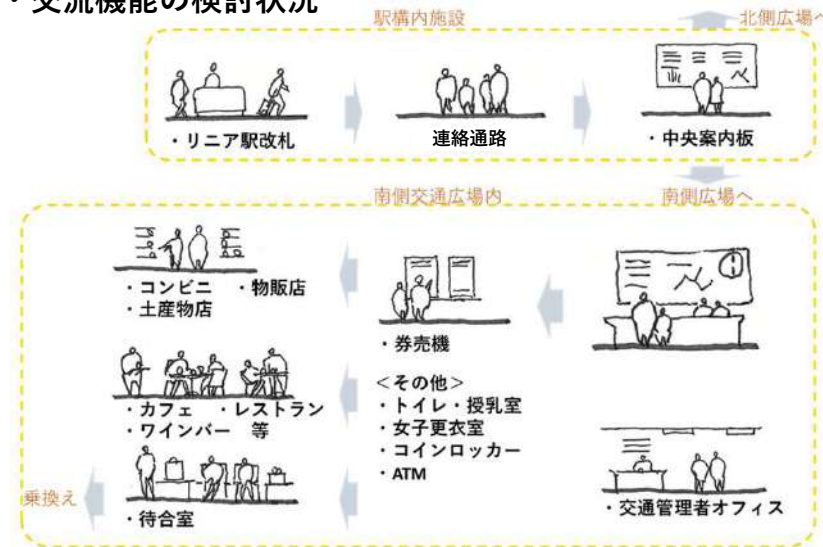 ・交流機能の検討状況
駅構内施設
北側広場へ
・リニア駅改札
連絡通路
・中央案内板
南側交通広場内
南側広場へ
・コンビニ ・物販店
・土産物店
・券売機
・カフェ ・レストラン
・ワインバー 等
<その他>
・トイレ・授乳室
・女子更衣室
・コインロッカー
・ATM
乗換え
・待合室
・交通管理者オフィス